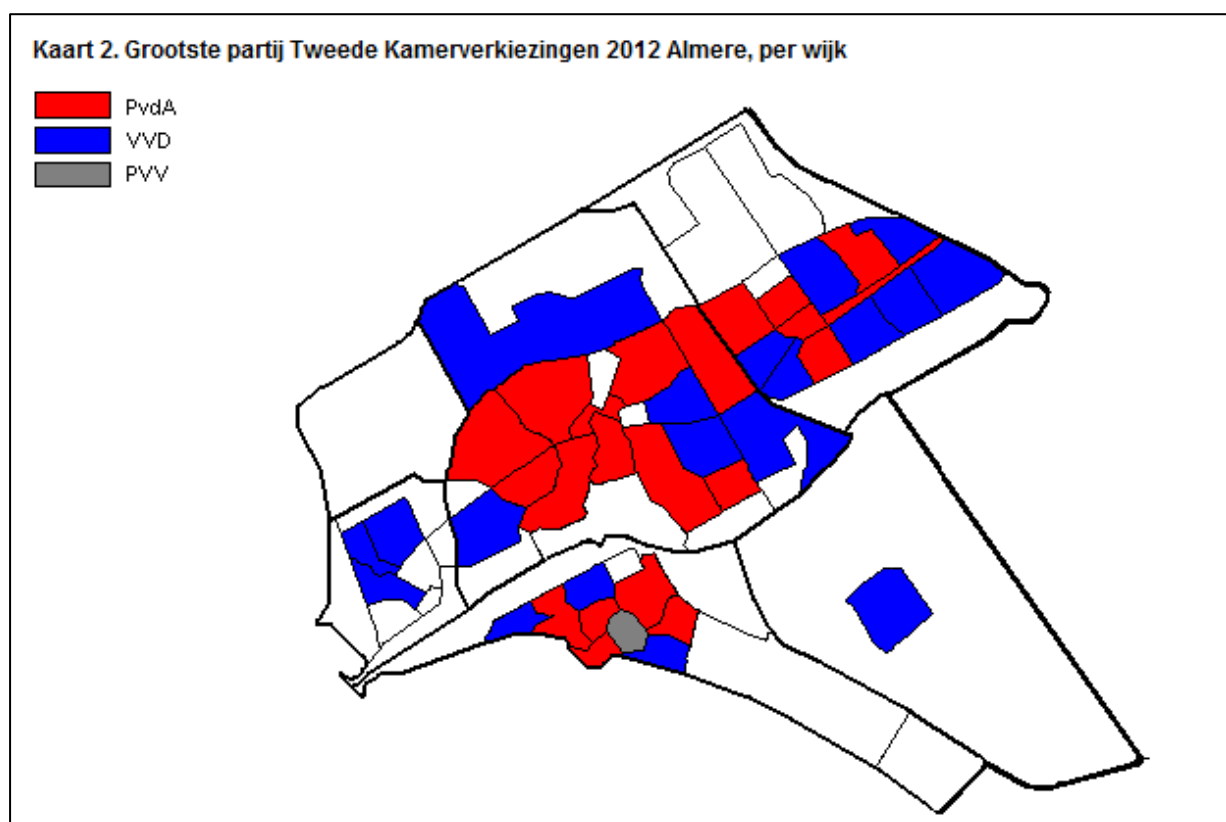 Kaart 2. Grootste partij Tweede Kamerverkiezingen 2012 Almere, per wijk
PvdA
VVD
PVV